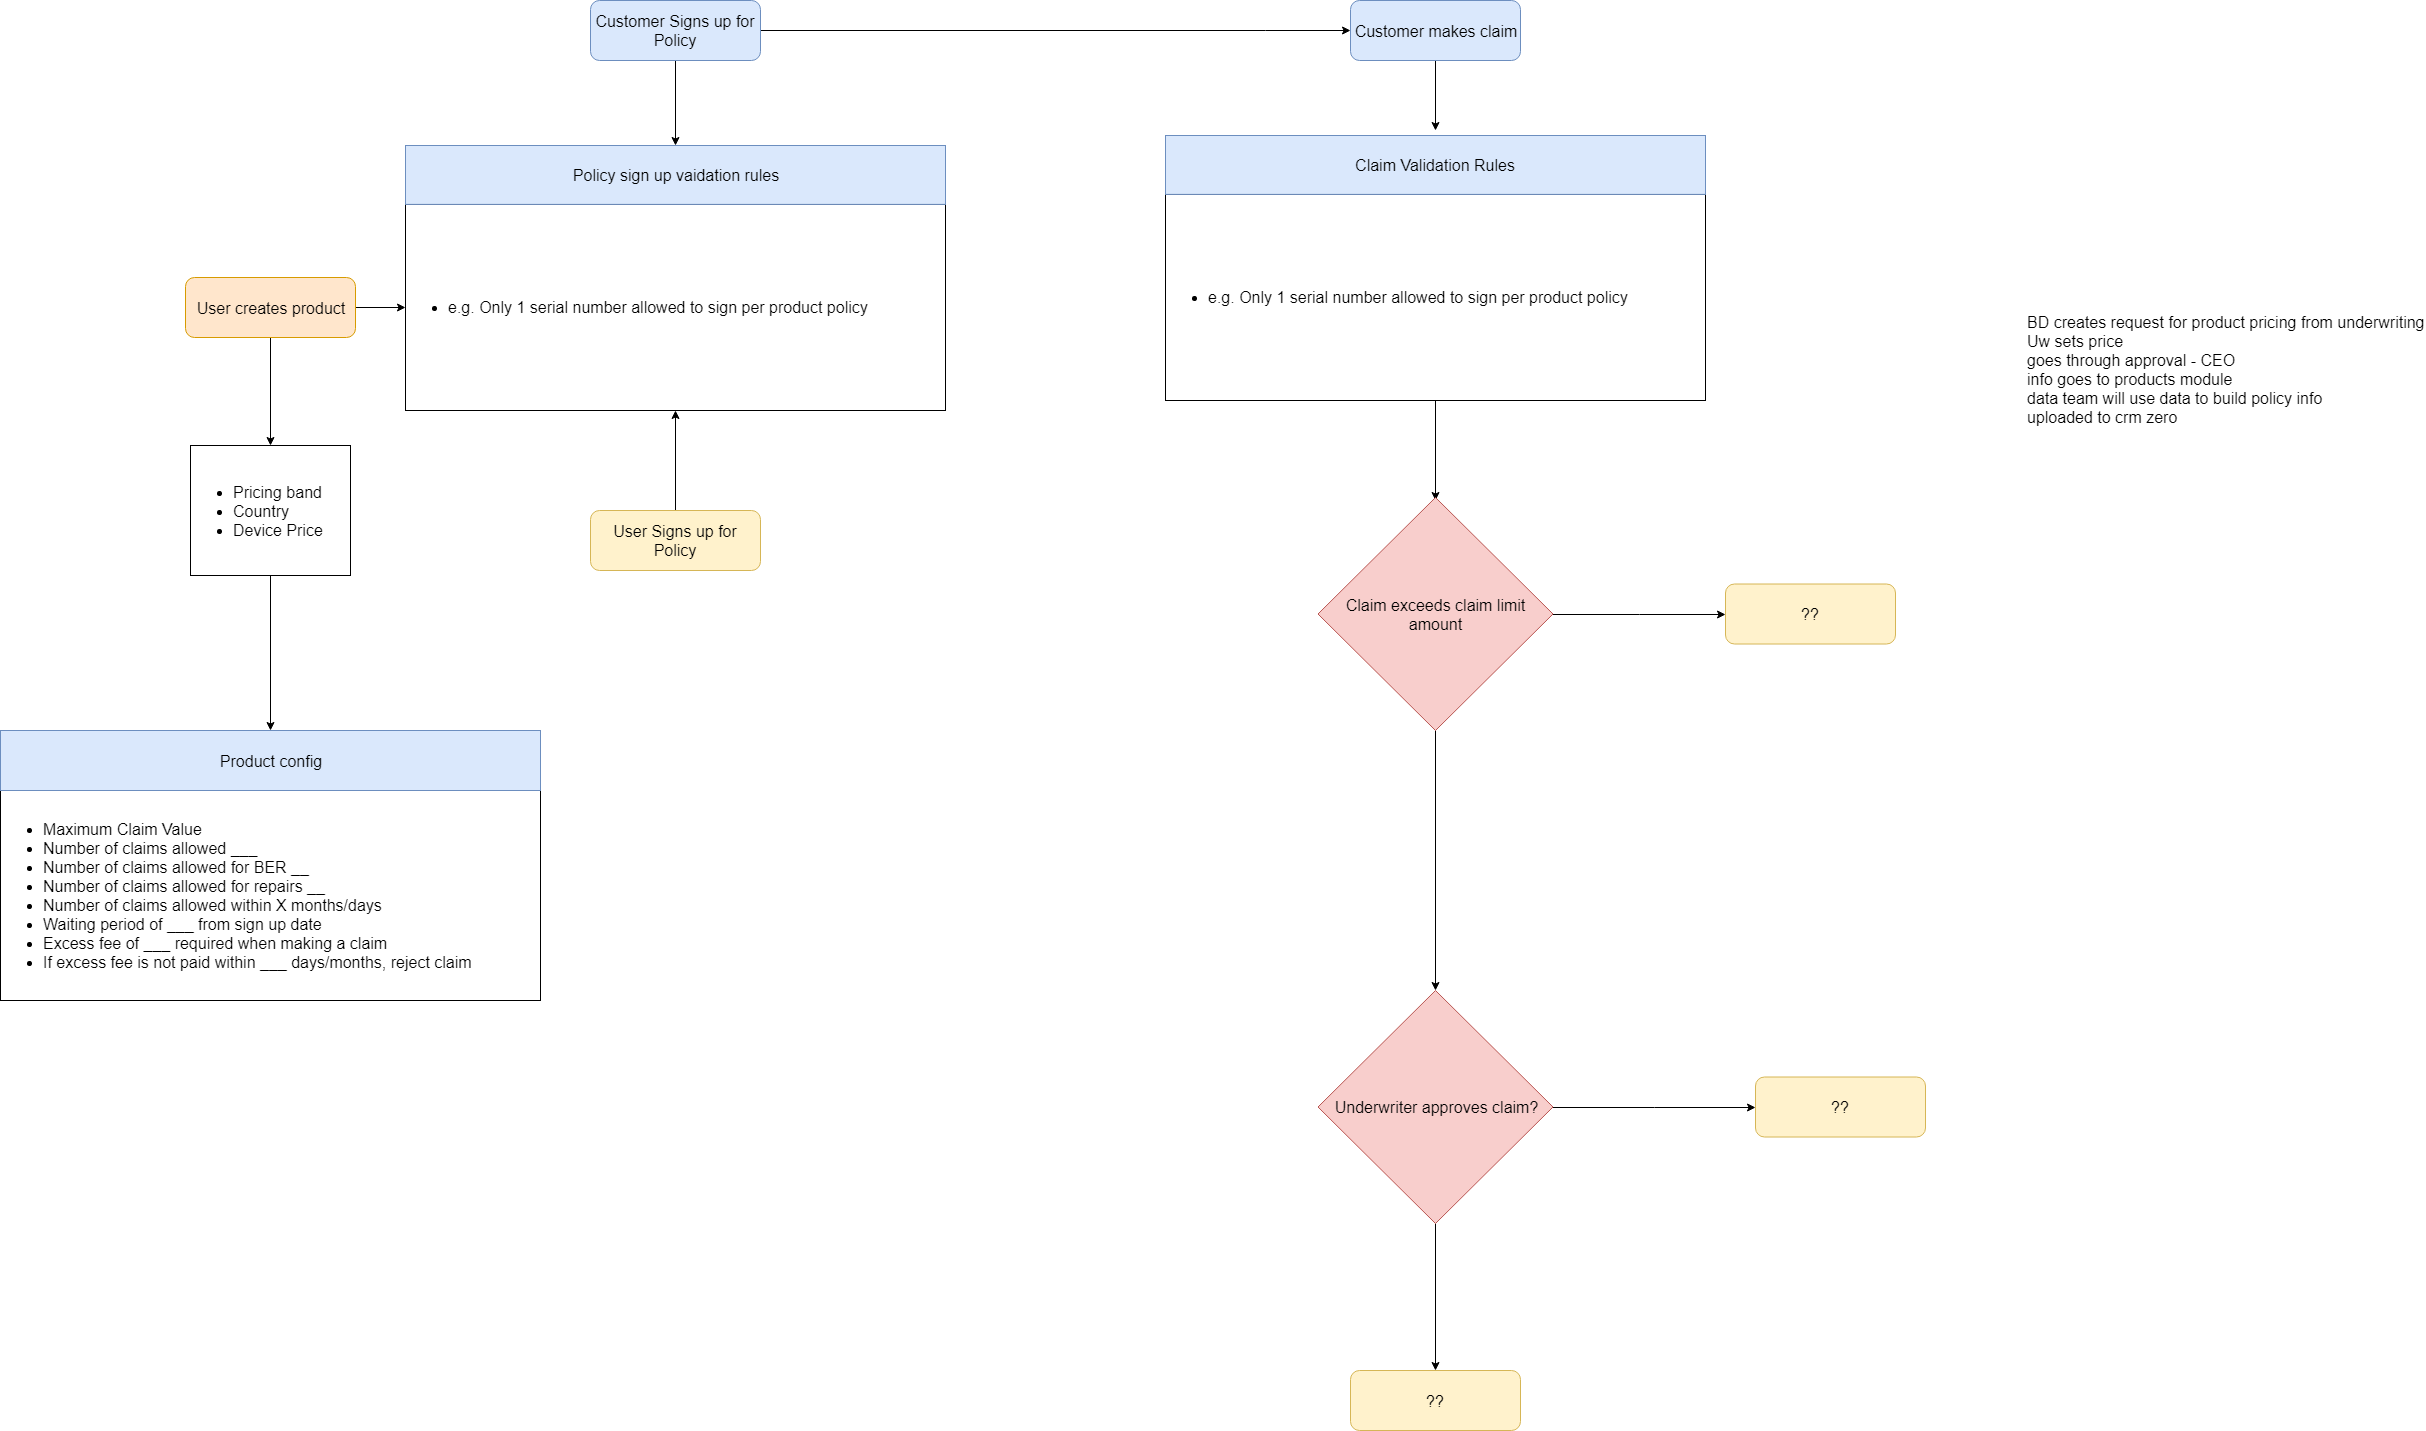 Customer Signs up for
Policy
Customer makes claim
Policy sign up vaidation rules
Claim Validation Rules
User creates product
• e.g. Only 1 serial number allowed to sign per product policy
• e.g. Only 1 serial number allowed to sign per product policy
BD creates request for product pricing from underwriting
Uw sets price
goes through approval - CEO
info goes to products module
data team will use data to build policy info
uploaded to crm zero
• Pricing band
• Country
• Device Price
User Signs up for
Policy
Claim exceeds claim limit
amount
??
Product config
• Maximum Claim Value
• Number of claims allowed ___
• Number of claims allowed for BER __
• Number of claims allowed for repairs __
• Number of claims allowed within X months/days
• Waiting period of ___ from sign up date
• Excess fee of ___ required when making a claim
• If excess fee is not paid within ___ days/months, reject claim
Underwriter approves claim?
??
??